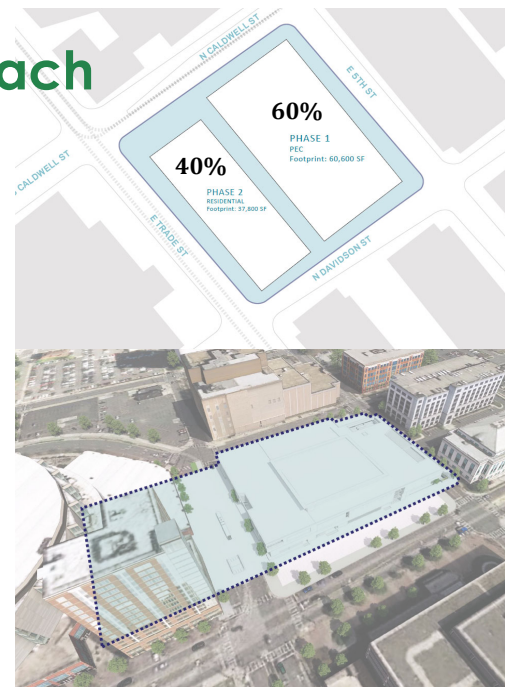 ach
N CALDWELL ST
E 5TH ST
60%
PHASE 1
PEC
Footprint: 60,600 SF
40%
PHASE 2
RESIDENTIAL
Footprint: 37,800 SF
CALDWELL ST
E TRADE ST
N DAVIDSON ST